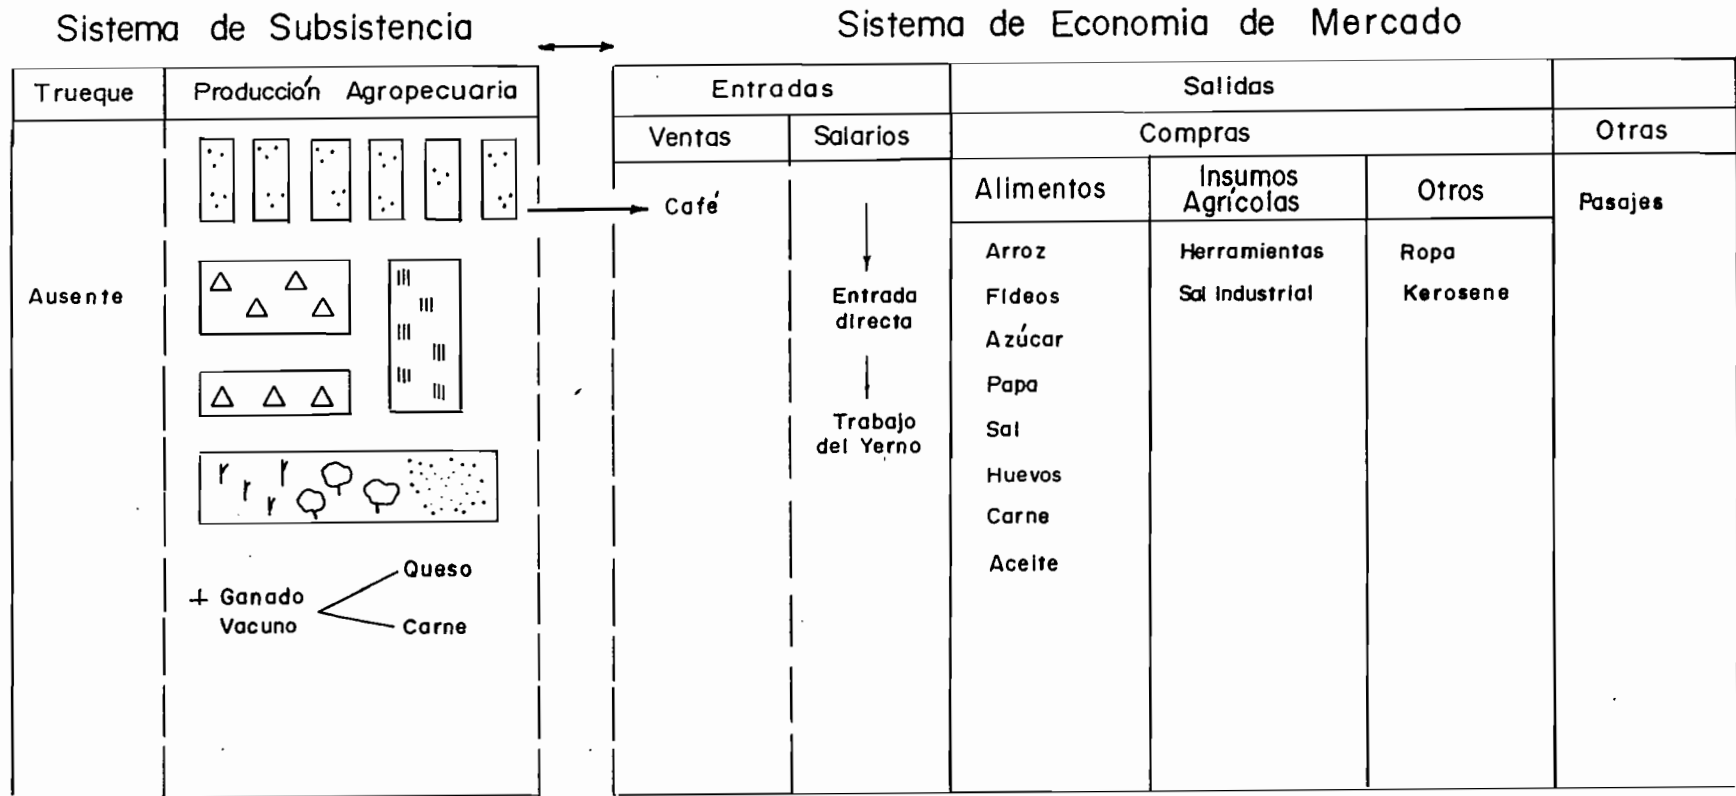 Sistema de Subsistencia
Sistema de Economia de Mercado
Trueque
Producción Agropecuaria
Ausente
+ Ganado
Vacuno
Queso
Carne
Entradas
Salidas
Ventas
Salarios
Compras
Otras
Café
Entrada
directa
Trabajo
del Yerno
Alimentos
Insumos
Agrícolas
Otros
Arroz
Fideos
Azúcar
Papa
Sal
Huevos
Carne
Aceite
Herramientas
Sal Industrial
Ropa
Kerosene
Pasajes